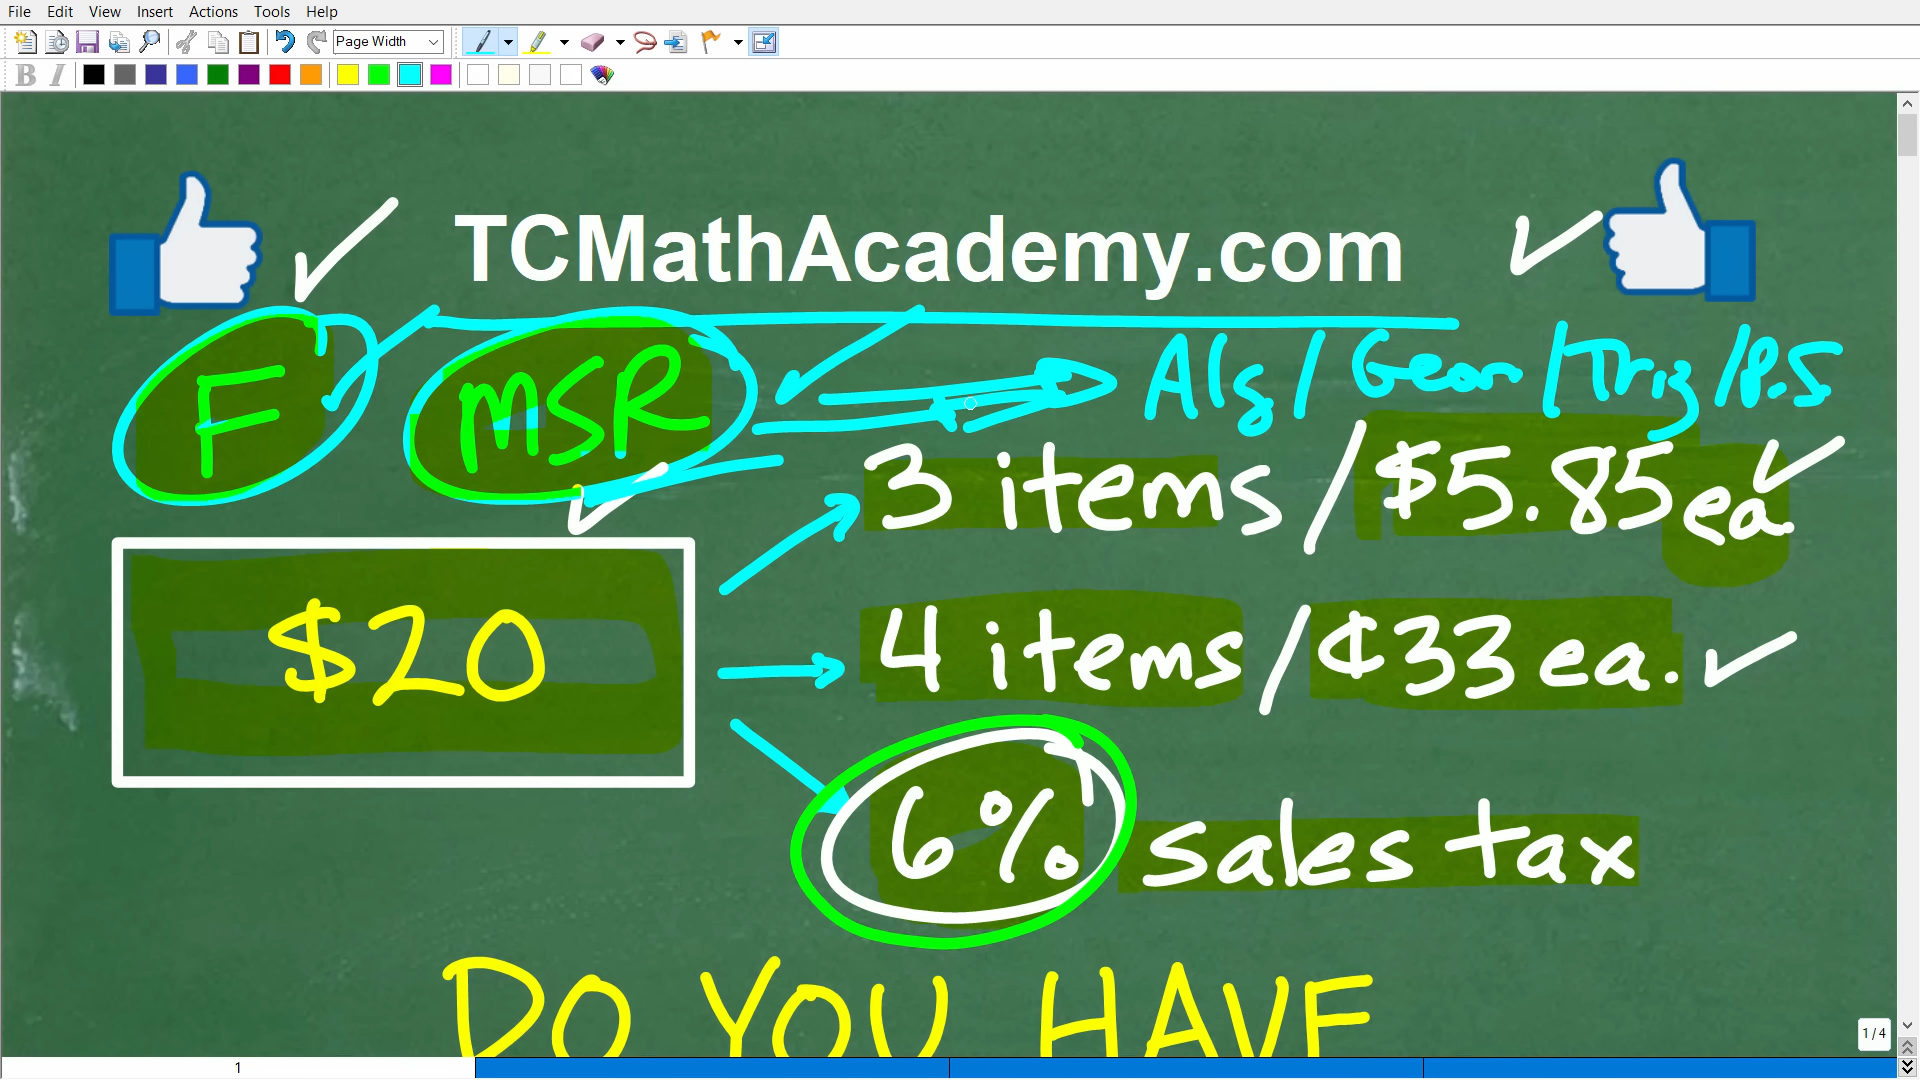 File Edit View Insert Actions Tools Help
Page Width
B I
TCMathAcademy.com
F MSR Alg / Geom / Trig / P.S
3 items / $5.85 ea.
$20
4 items / ¢33 ea.
6% sales tax
DO YOU HAVE
1 / 4
1